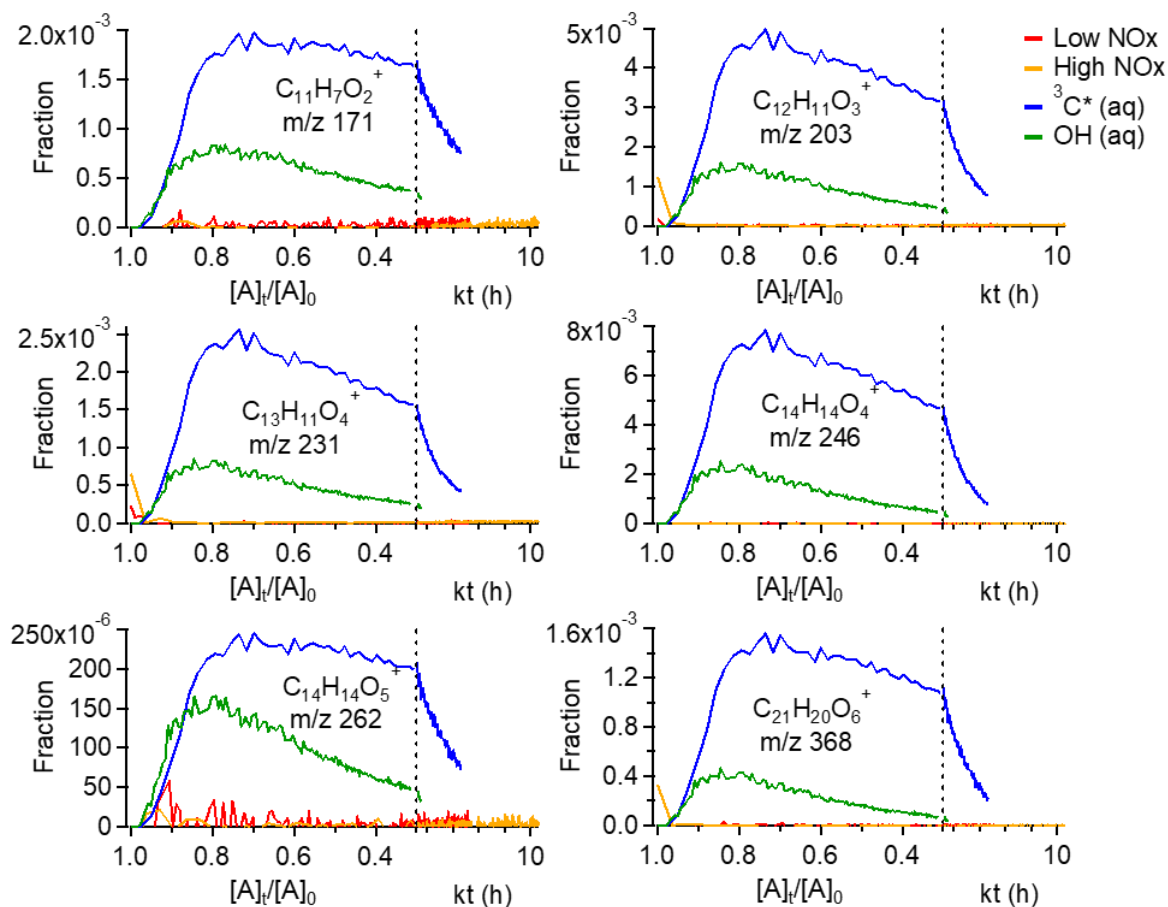 2.0x10⁻³
1.5
1.0
0.5
0.0
Fraction
C₁₁H₇O₂⁺
m/z 171
1.0 0.8 0.6 0.4 10
[A]ₜ/[A]₀ kt (h)
5x10⁻³
4
3
2
1
0
Fraction
C₁₂H₁₁O₃⁺
m/z 203
1.0 0.8 0.6 0.4 10
[A]ₜ/[A]₀ kt (h)
Low NOx
High NOx
³C* (aq)
OH (aq)
2.5x10⁻³
2.0
1.5
1.0
0.5
0.0
Fraction
C₁₃H₁₁O₄⁺
m/z 231
1.0 0.8 0.6 0.4 10
[A]ₜ/[A]₀ kt (h)
8x10⁻³
6
4
2
0
Fraction
C₁₄H₁₄O₄⁺
m/z 246
1.0 0.8 0.6 0.4 10
[A]ₜ/[A]₀ kt (h)
250x10⁻⁶
200
150
100
50
0
Fraction
C₁₄H₁₄O₅⁺
m/z 262
1.0 0.8 0.6 0.4 10
[A]ₜ/[A]₀ kt (h)
1.6x10⁻³
1.2
0.8
0.4
0.0
Fraction
C₂₁H₂₀O₆⁺
m/z 368
1.0 0.8 0.6 0.4 10
[A]ₜ/[A]₀ kt (h)